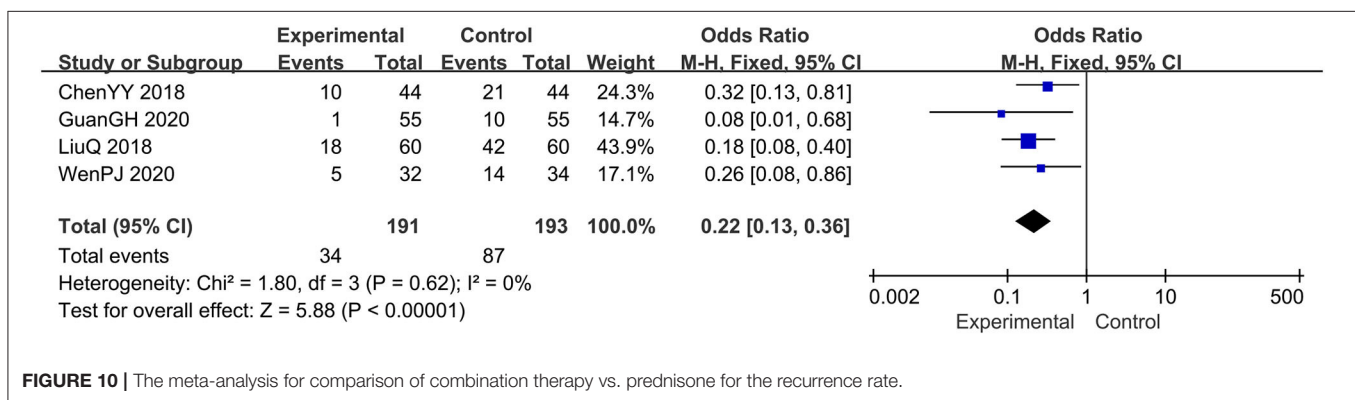 Experimental Control Odds Ratio Odds Ratio
Study or Subgroup Events Total Events Total Weight M-H, Fixed, 95% CI M-H, Fixed, 95% CI
ChenYY 2018 10 44 21 44 24.3% 0.32 [0.13, 0.81]
GuanGH 2020 1 55 10 55 14.7% 0.08 [0.01, 0.68]
LiuQ 2018 18 60 42 60 43.9% 0.18 [0.08, 0.40]
WenPJ 2020 5 32 14 34 17.1% 0.26 [0.08, 0.86]
Total (95% CI) 191 193 100.0% 0.22 [0.13, 0.36]
Total events 34 87
Heterogeneity: Chi² = 1.80, df = 3 (P = 0.62); I² = 0%
Test for overall effect: Z = 5.88 (P < 0.00001)
0.002 0.1 1 10 500
Experimental Control
FIGURE 10 | The meta-analysis for comparison of combination therapy vs. prednisone for the recurrence rate.